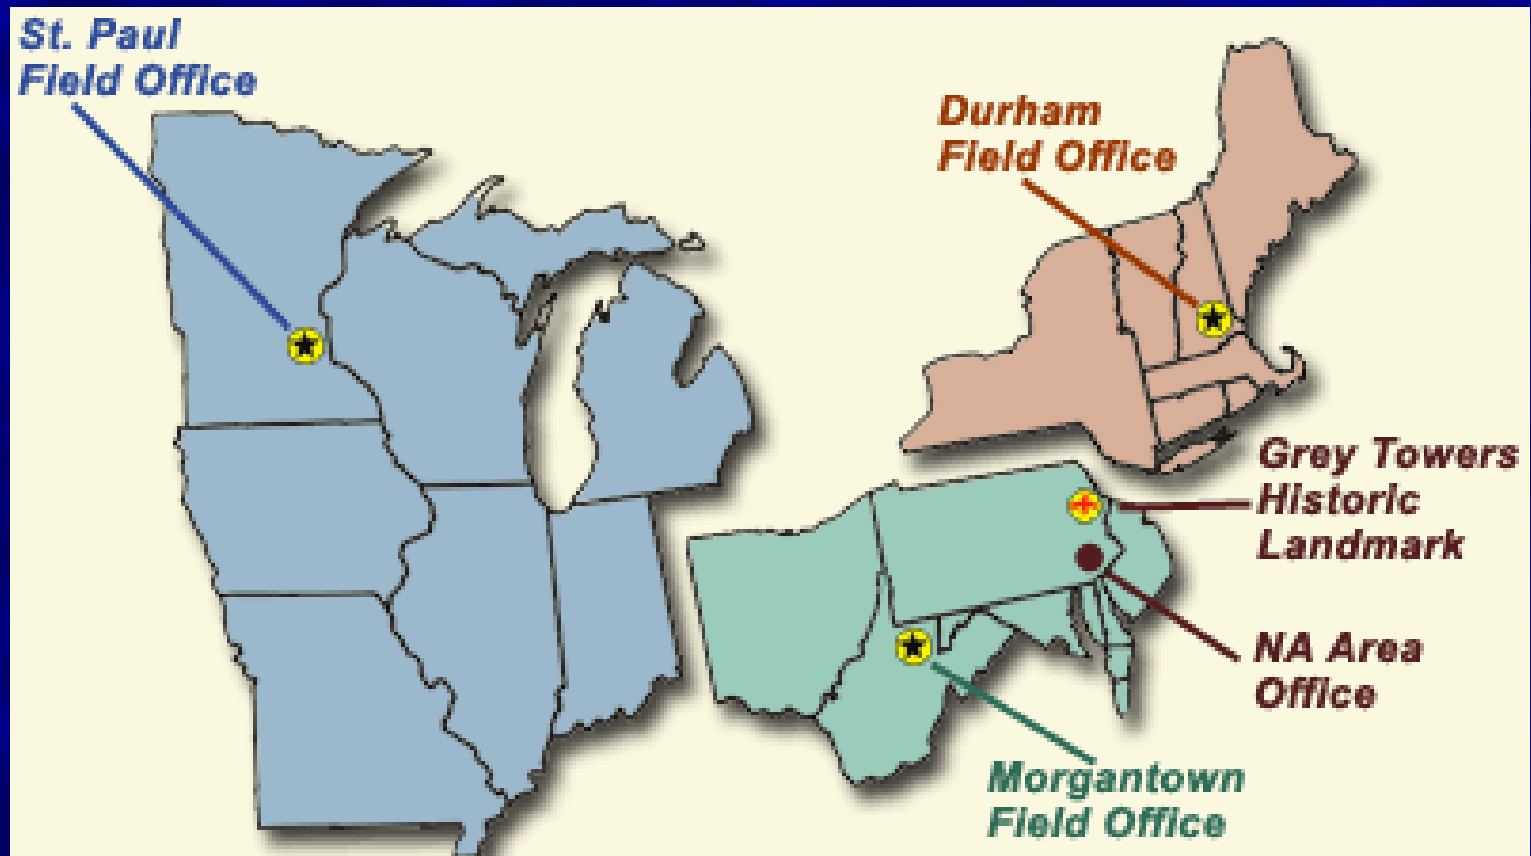 St. Paul
Field Office
Durham
Field Office
Grey Towers
Historic
Landmark
NA Area
Office
Morgantown
Field Office